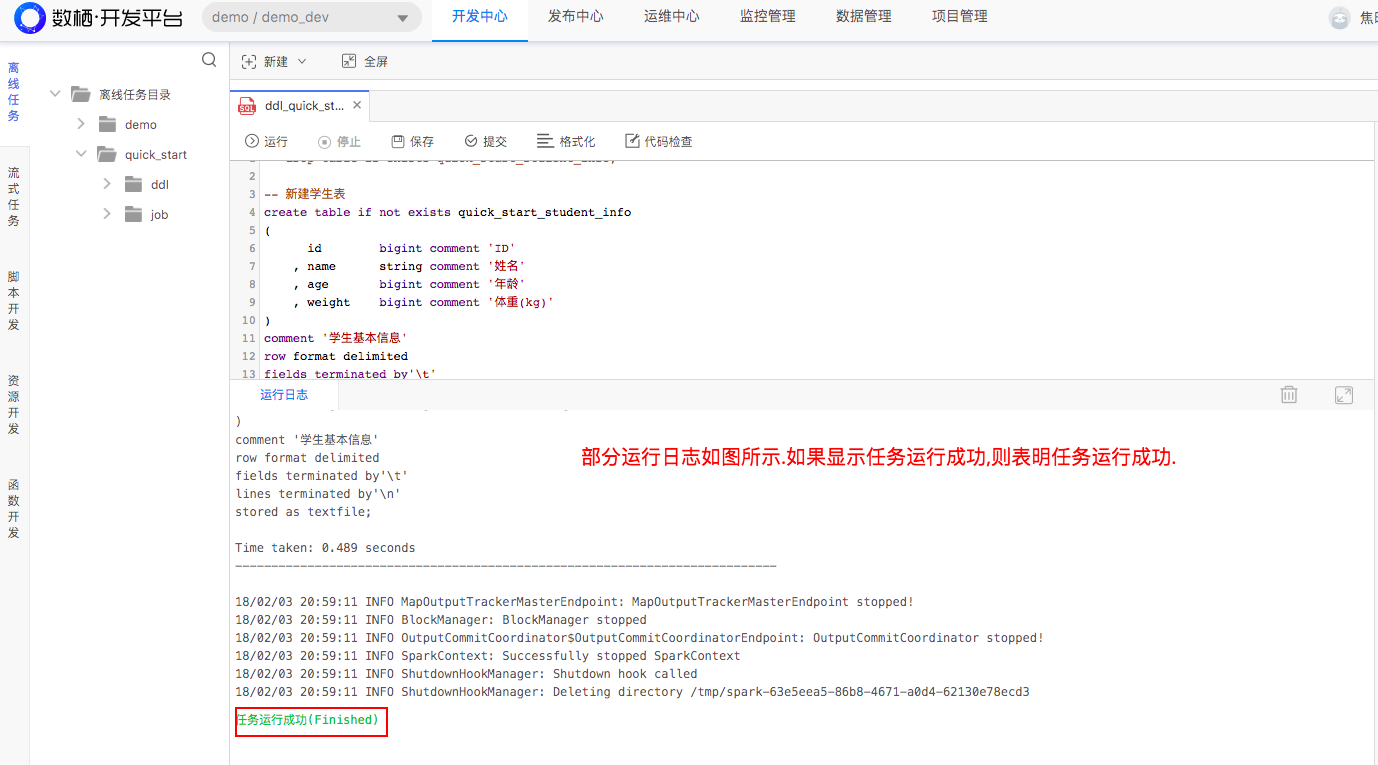 数栖·开发平台
demo / demo_dev
开发中心
发布中心
运维中心
监控管理
数据管理
项目管理
离线任务
流式任务
脚本开发
资源开发
函数开发
离线任务目录
demo
quick_start
ddl
job
新建
全屏
SQL
ddl_quick_st...
运行
停止
保存
提交
格式化
代码检查
2
3 -- 新建学生表
4 create table if not exists quick_start_student_info
5 (
6 id bigint comment 'ID'
7 , name string comment '姓名'
8 , age bigint comment '年龄'
9 , weight bigint comment '体重(kg)'
10 )
11 comment '学生基本信息'
12 row format delimited
13 fields terminated by'\t'
运行日志
)
comment '学生基本信息'
row format delimited
fields terminated by'\t'
lines terminated by'\n'
stored as textfile;
部分运行日志如图所示.如果显示任务运行成功,则表明任务运行成功.
Time taken: 0.489 seconds
---------------------------------------------------------------------------
18/02/03 20:59:11 INFO MapOutputTrackerMasterEndpoint: MapOutputTrackerMasterEndpoint stopped!
18/02/03 20:59:11 INFO BlockManager: BlockManager stopped
18/02/03 20:59:11 INFO OutputCommitCoordinator$OutputCommitCoordinatorEndpoint: OutputCommitCoordinator stopped!
18/02/03 20:59:11 INFO SparkContext: Successfully stopped SparkContext
18/02/03 20:59:11 INFO ShutdownHookManager: Shutdown hook called
18/02/03 20:59:11 INFO ShutdownHookManager: Deleting directory /tmp/spark-63e5eea5-86b8-4671-a0d4-62130e78ecd3
任务运行成功(Finished)